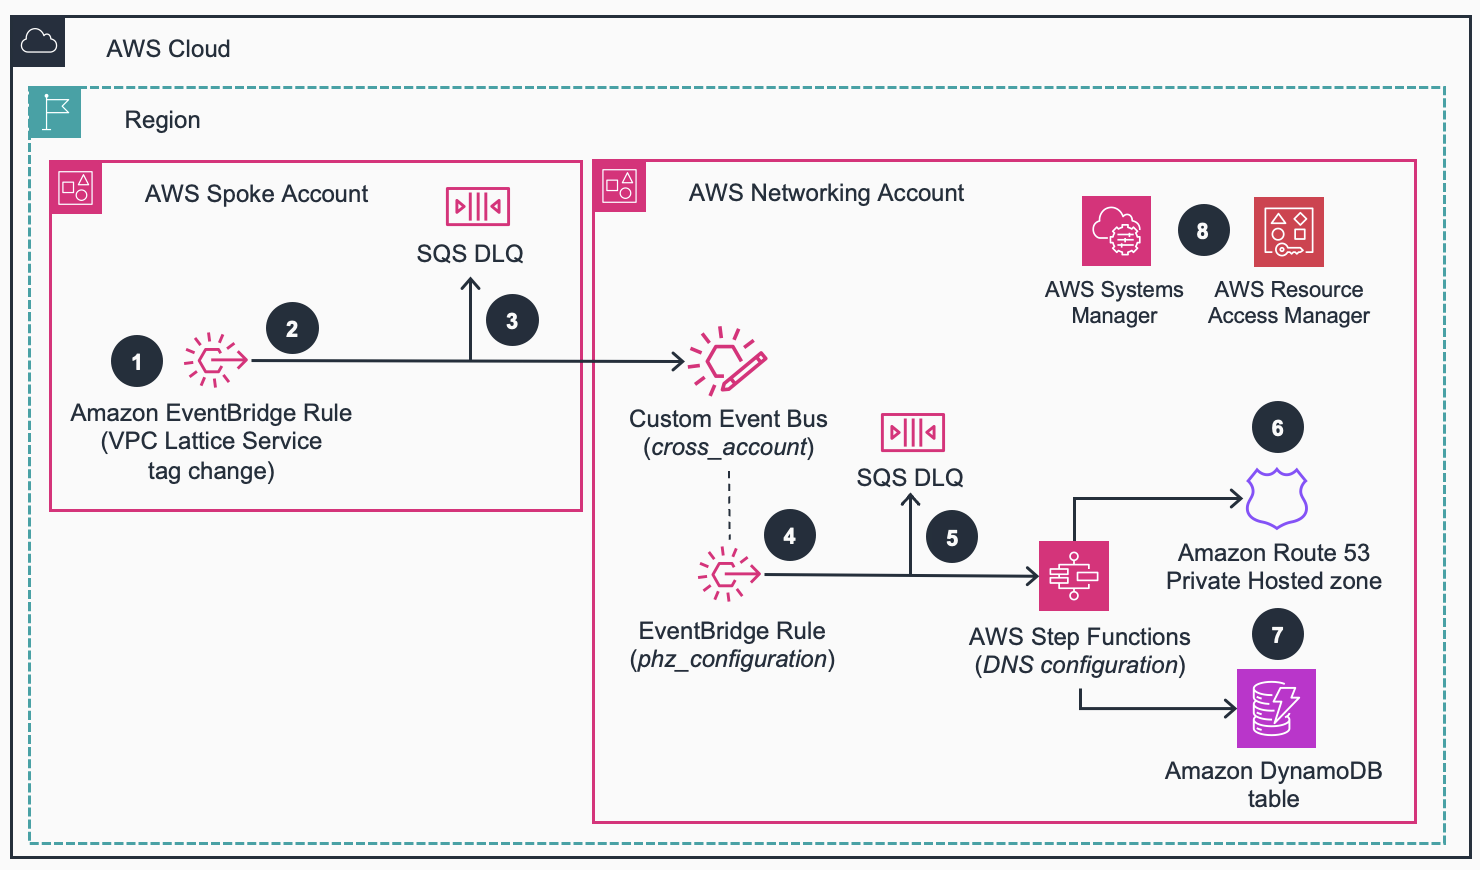 AWS Cloud
Region
AWS Spoke Account
SQS DLQ
1
2
3
Amazon EventBridge Rule
(VPC Lattice Service
tag change)
AWS Networking Account
8
AWS Systems
Manager
AWS Resource
Access Manager
Custom Event Bus
(cross_account)
SQS DLQ
4
5
EventBridge Rule
(phz_configuration)
AWS Step Functions
(DNS configuration)
6
Amazon Route 53
Private Hosted zone
7
Amazon DynamoDB
table